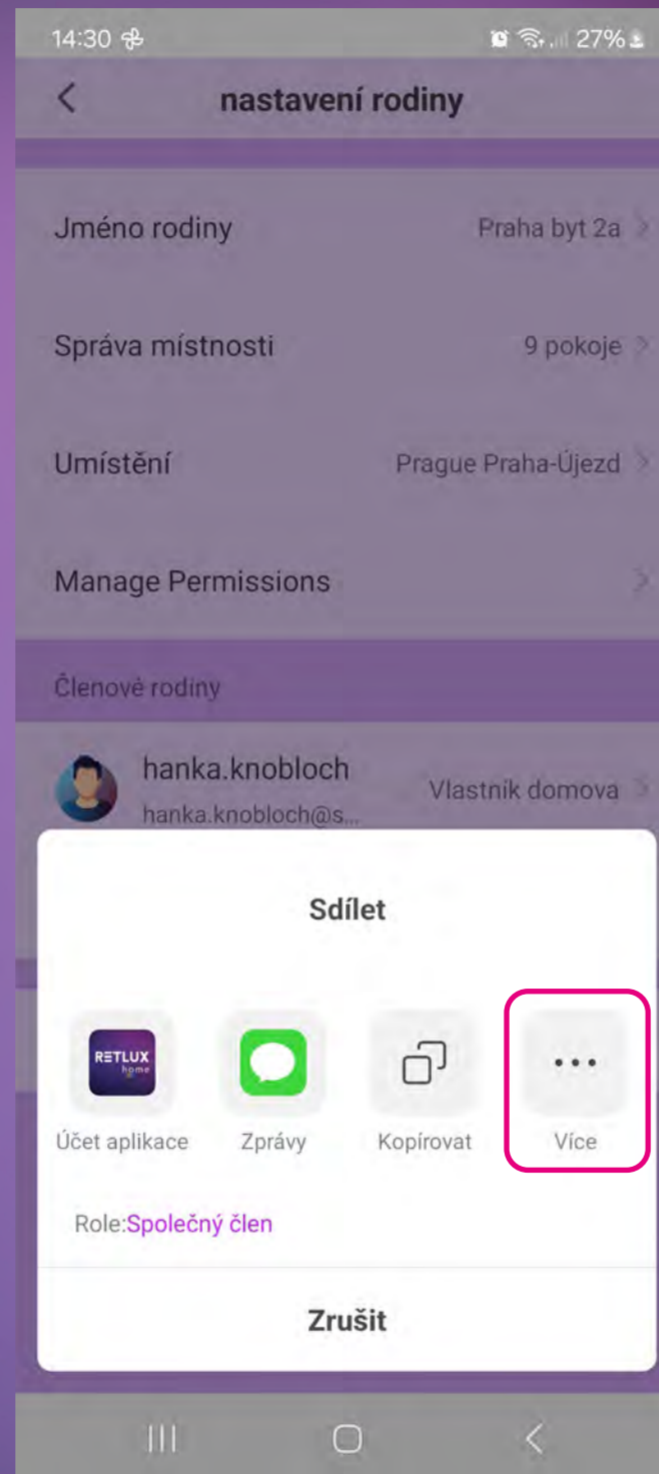 14:30 27%
nastavení rodiny
Jméno rodiny Praha byt 2a
Správa místnosti 9 pokoje
Umístění Prague Praha-Újezd
Manage Permissions
Členové rodiny
hanka.knobloch Vlastník domova
hanka.knobloch@s...
Sdílet
RETLUX
home
Účet aplikace Zprávy Kopírovat Více
Role:Společný člen
Zrušit